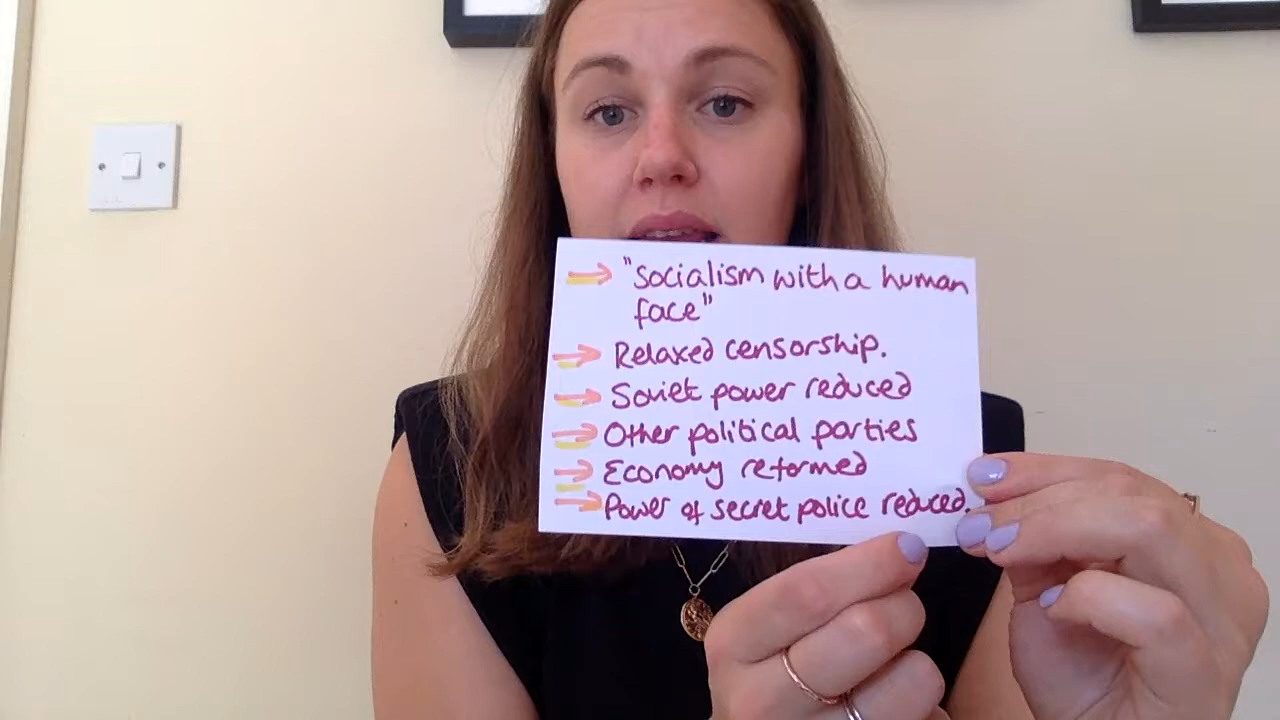 → "Socialism with a human
face"
→ Relaxed censorship.
→ Soviet power reduced
→ Other political parties
→ Economy reformed
→ Power of secret police reduced.